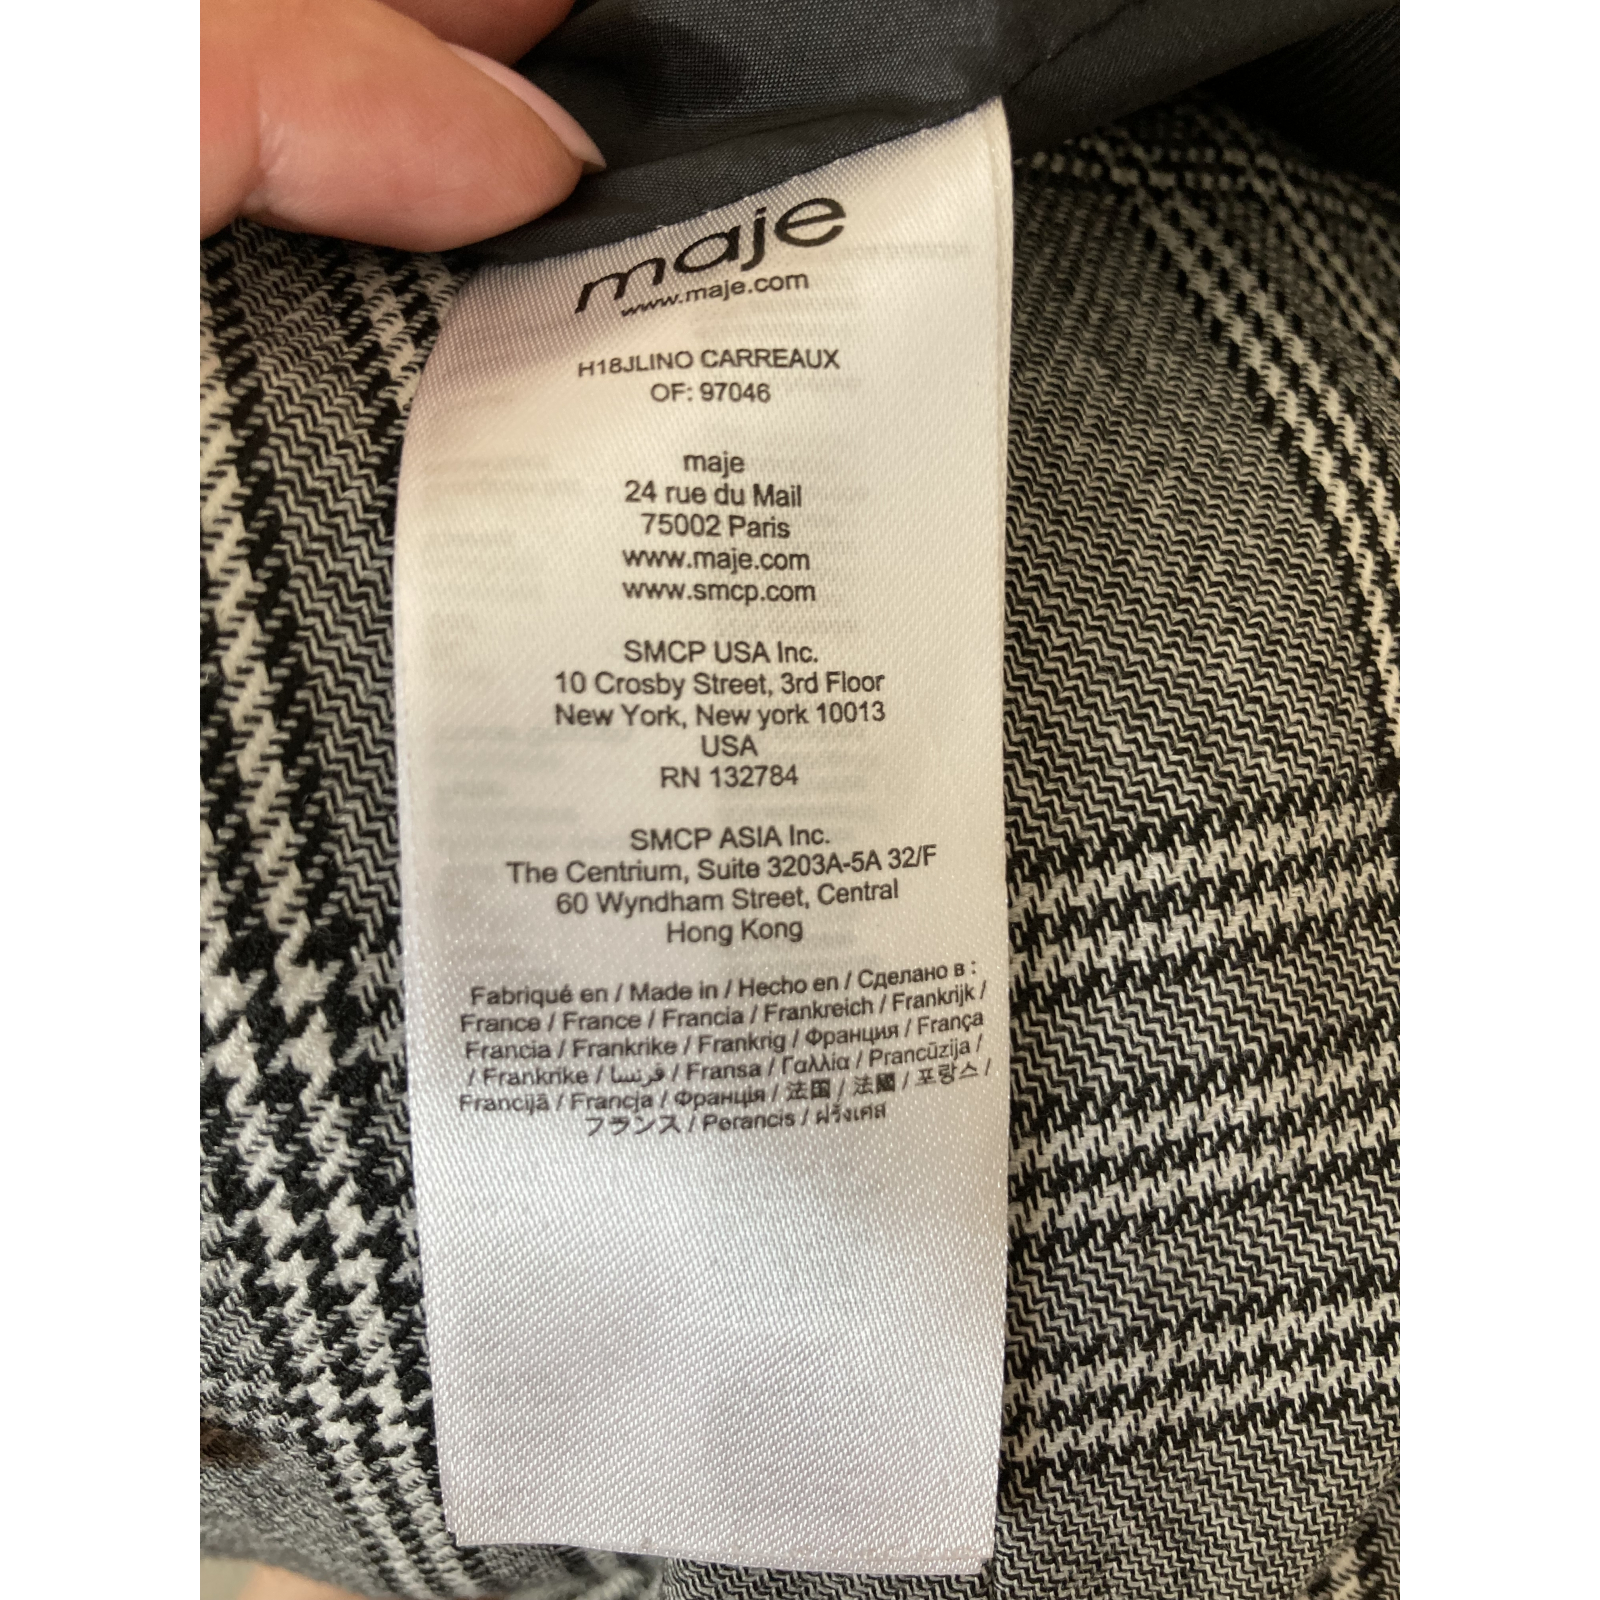 maje
www.maje.com
H18JLINO CARREAUX
OF: 97046
maje
24 rue du Mail
75002 Paris
www.maje.com
www.smcp.com
SMCP USA Inc.
10 Crosby Street, 3rd Floor
New York, New york 10013
USA
RN 132784
SMCP ASIA Inc.
The Centrium, Suite 3203A-5A 32/F
60 Wyndham Street, Central
Hong Kong
Fabriqué en / Made in / Hecho en / Сделано в :
France / France / Francia / Frankreich / Frankrijk /
Francia / Frankrike / Frankrig / Франция / França
/ Frankrike / فرنسا / Fransa / Γαλλία / Prancūzija /
Francijā / Francja / Франція / 法国 / 法國 / 포랑스 /
フランス / Perancis / ฝรั่งเศส